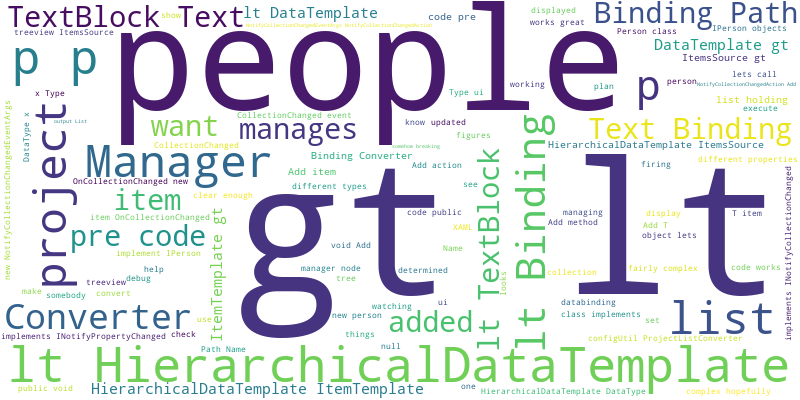 TextBlock Text
show
lt DataTemplate
people
code pre
displayed
works great
Binding Path
treeview ItemsSource
Person class
IPerson objects
p p
DataTemplate gt
ItemsSource gt
lets call
x Type
Type ui
working
plan
p
person
NotifyCollectionChangedAction Add
output List
want
CollectionChanged event
manages
know updated
figures
list holding
execute
Text Binding
CollectionChanged
somehow breaking
DataType x
new NotifyCollectionChangedEventArgs
project
Manager
Binding Converter
Add action
see
HierarchicalDataTemplate ItemsSource
Add item
firing
different properties
OnCollectionChanged new
item
clear enough
different types
gt
lt
managing
display
T item
item OnCollectionChanged
code public
Add method
Add T
object lets
pre code
implement IPerson
void Add
Name
XAML
manager node
determined
collection
fairly complex
code works
treeview
help
debug
tree
looks
databinding
make
somebody
convert
ItemTemplate gt
watching
ui
class implements
set
Converter
use
new person
added
lt TextBlock
lt Binding
list
implements INotifyCollectionChanged
implements INotifyPropertyChanged
check
things
null
configUtil ProjectListConverter
Path Name
lt HierarchicalDataTemplate
public void
HierarchicalDataTemplate ItemTemplate
one
HierarchicalDataTemplate DataType
complex hopefully